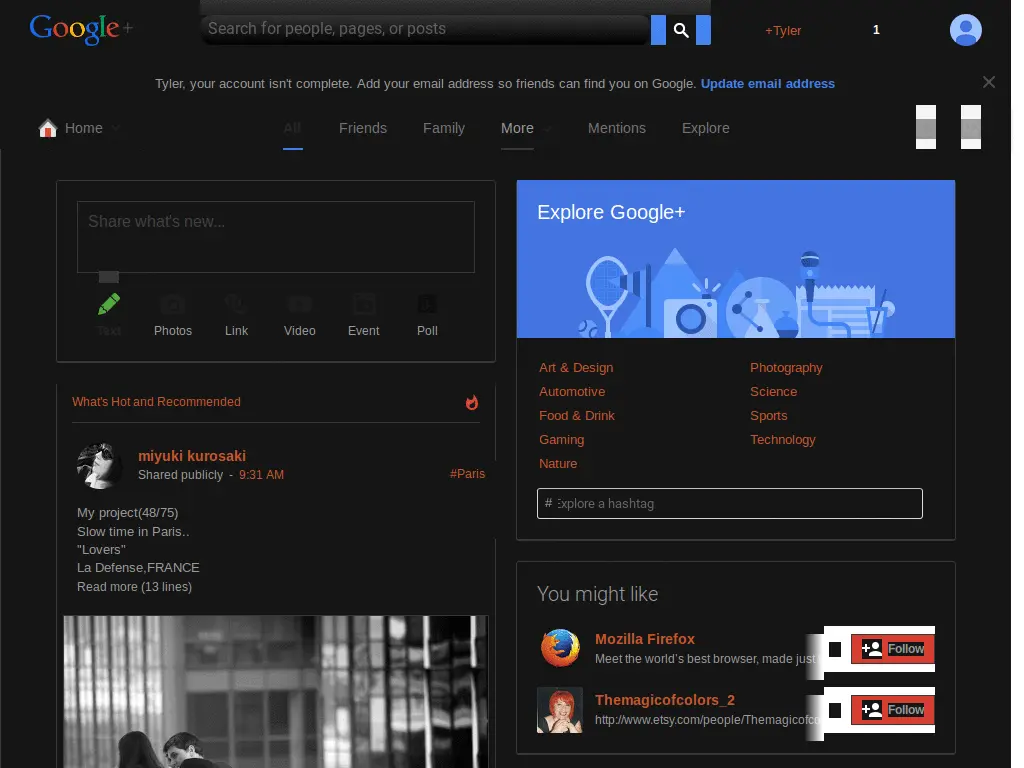 Google+
Search for people, pages, or posts
+Tyler
1
Tyler, your account isn't complete. Add your email address so friends can find you on Google. Update email address
Home
All
Friends
Family
More
Mentions
Explore
Share what's new...
Text
Photos
Link
Video
Event
Poll
What's Hot and Recommended
miyuki kurosaki
Shared publicly - 9:31 AM
#Paris
My project(48/75)
Slow time in Paris..
"Lovers"
La Defense,FRANCE
Read more (13 lines)
Explore Google+
Art & Design
Photography
Automotive
Science
Food & Drink
Sports
Gaming
Technology
Nature
# Explore a hashtag
You might like
Mozilla Firefox
Meet the world's best browser, made just
Follow
Themagicofcolors_2
http://www.etsy.com/people/Themagicofco
Follow